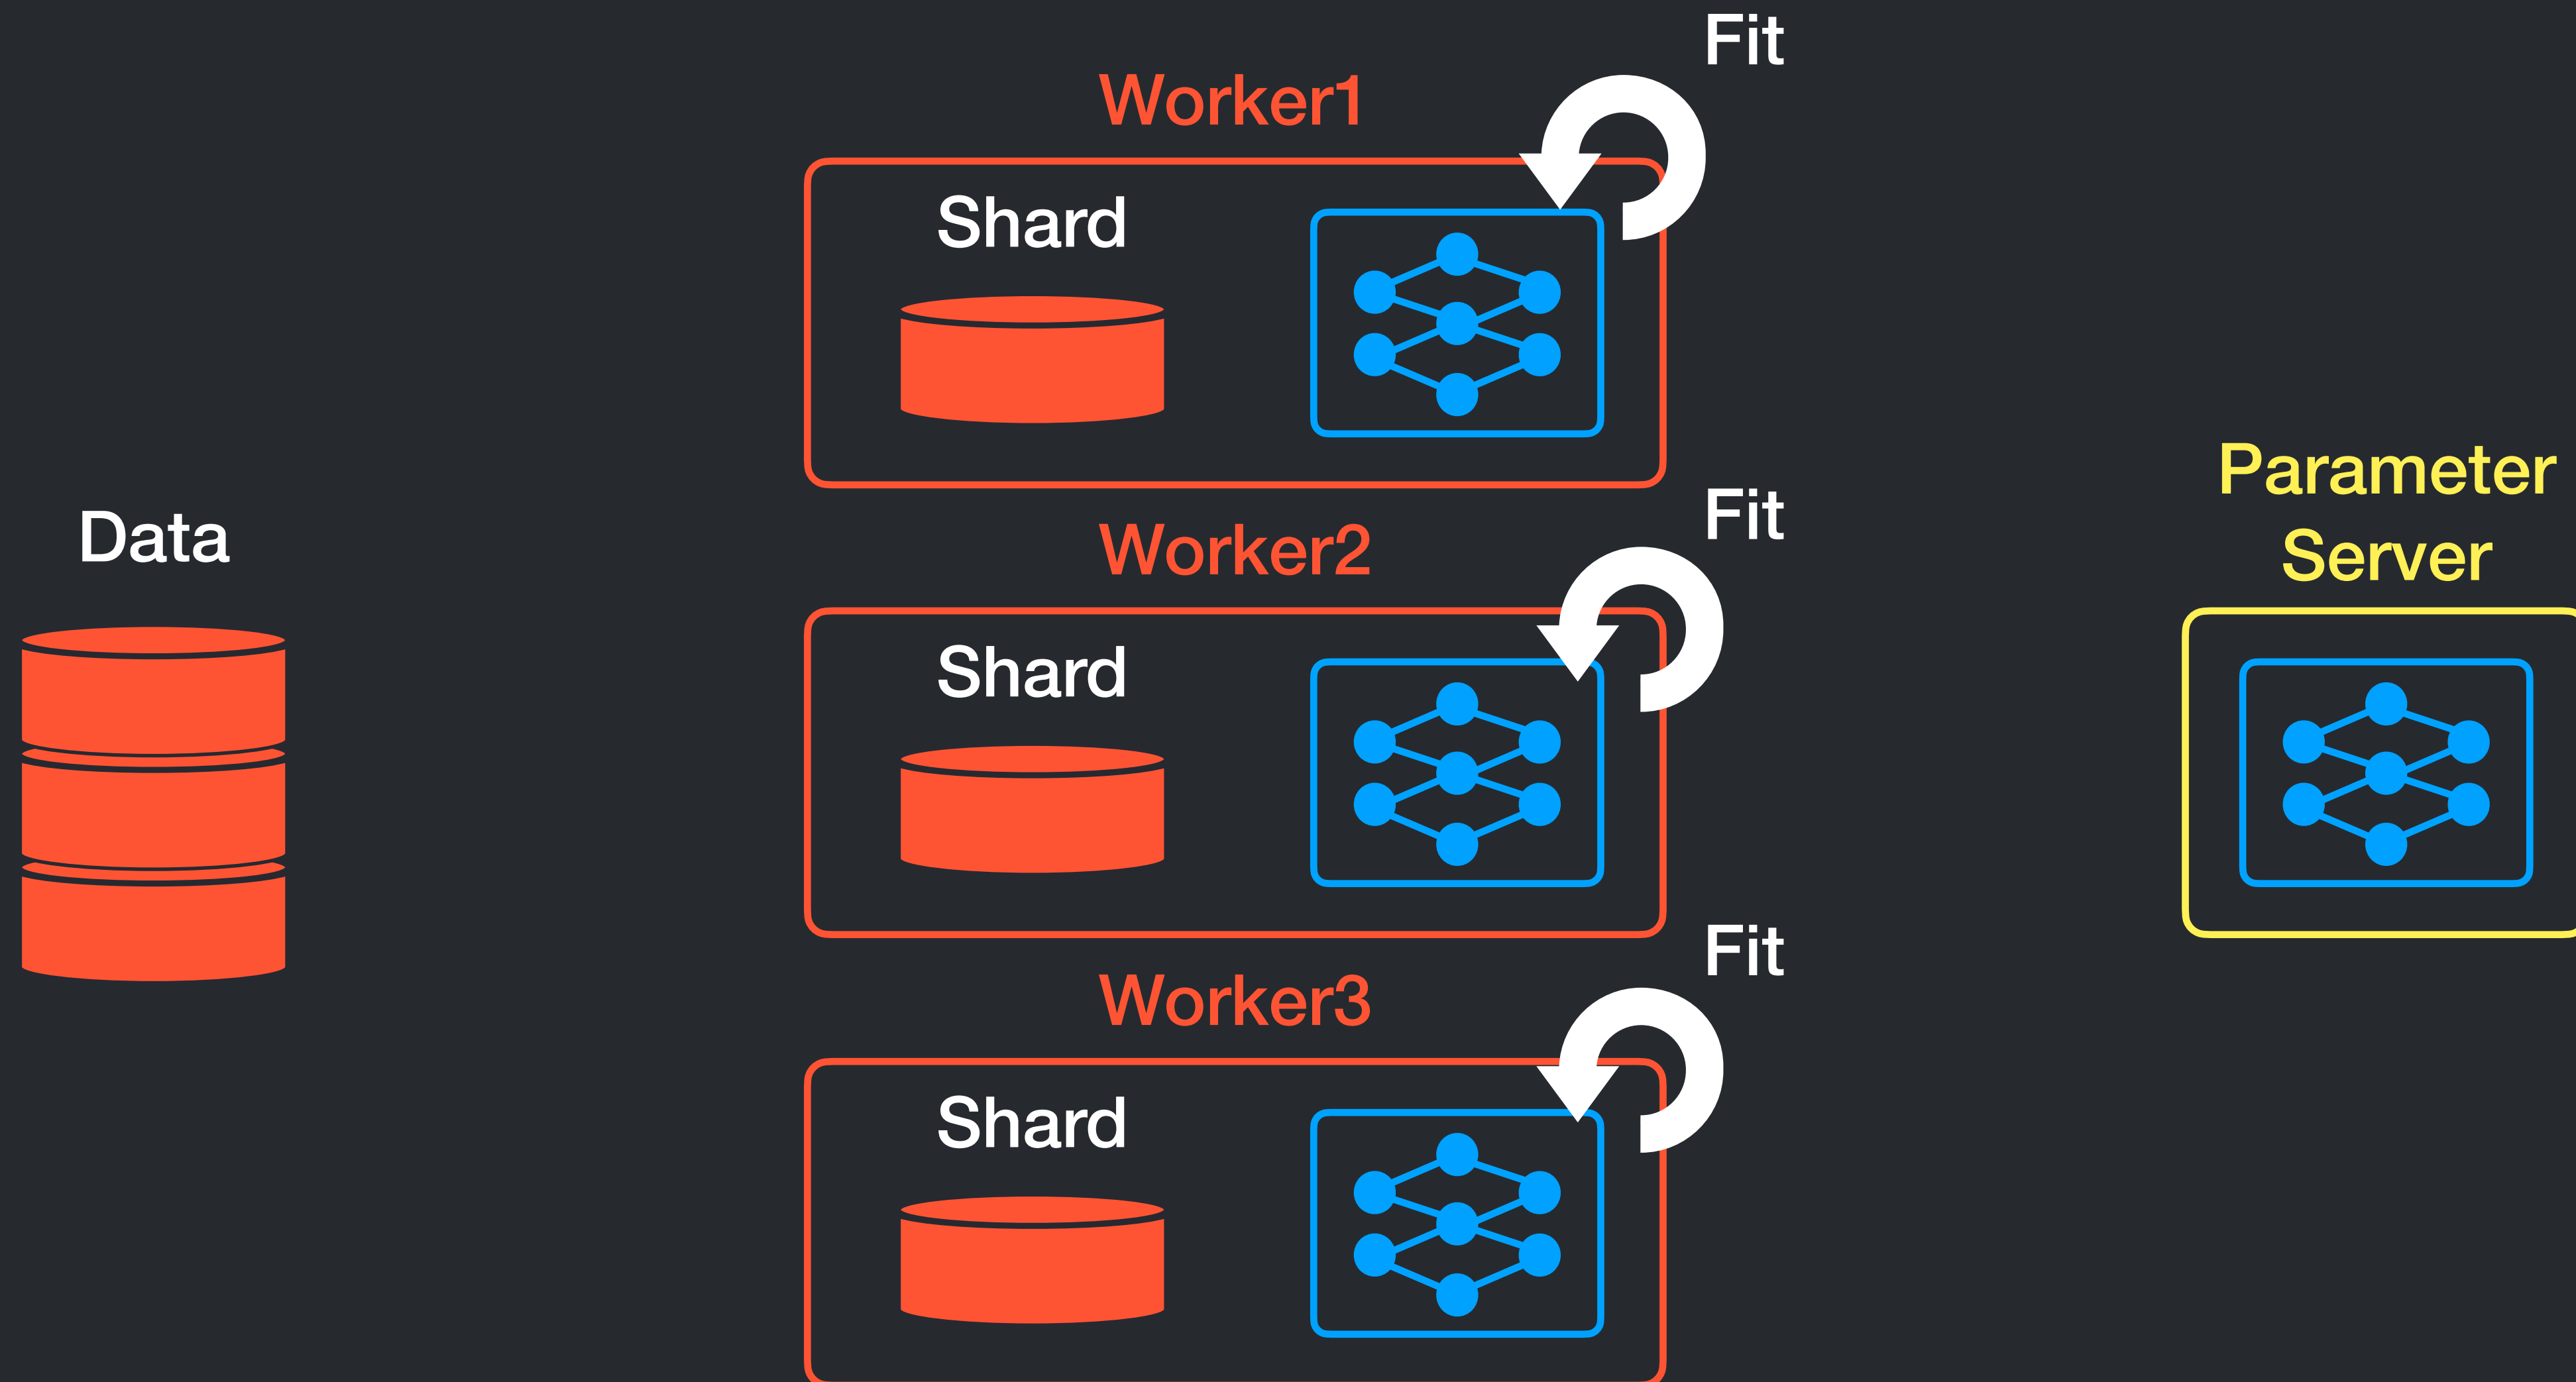 Data
Worker1
Fit
Shard
Worker2
Fit
Shard
Worker3
Fit
Shard
Parameter
Server